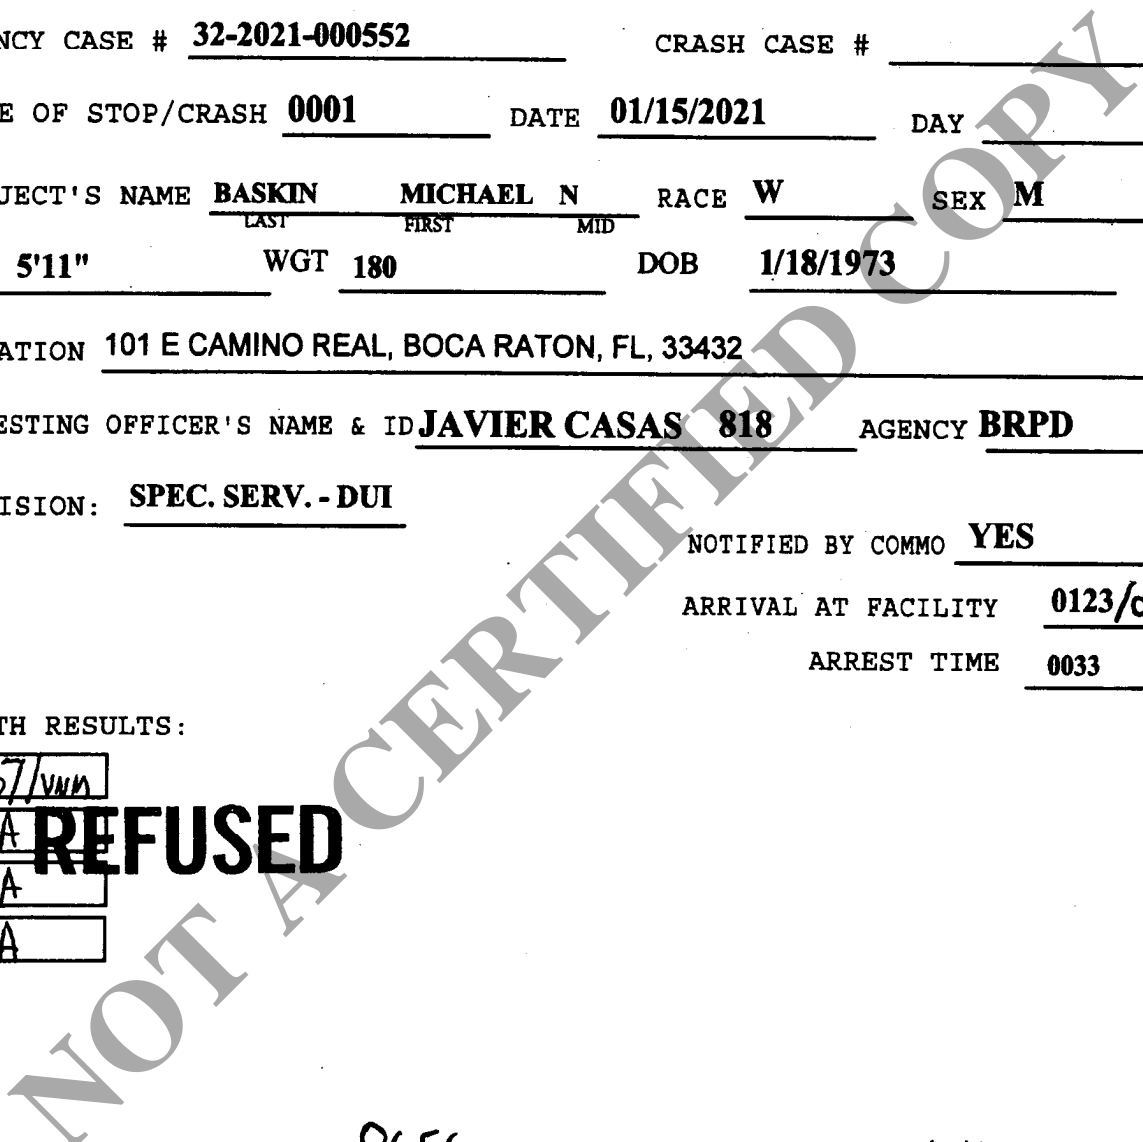 NCY CASE # 32-2021-000552 CRASH CASE #
E OF STOP/CRASH 0001 DATE 01/15/2021 DAY
JECT'S NAME BASKIN MICHAEL N RACE W SEX M
LAST FIRST MID
5'11" WGT 180 DOB 1/18/1973
ATION 101 E CAMINO REAL, BOCA RATON, FL, 33432
ESTING OFFICER'S NAME & ID JAVIER CASAS 818 AGENCY BRPD
ISION: SPEC. SERV. - DUI
NOTIFIED BY COMMO YES
ARRIVAL AT FACILITY 0123/
ARREST TIME 0033
TH RESULTS:
A REFUSED
A
A
NOT A CERTIFIED COPY